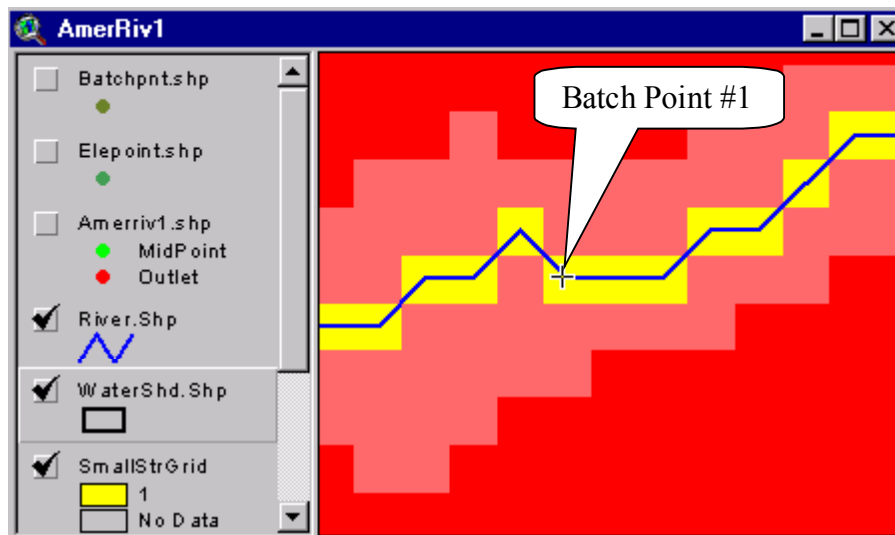 AmerRiv1
Batchpnt.shp
Elepoint.shp
Amerriv1.shp
MidPoint
Outlet
River.Shp
WaterShd.Shp
SmallStrGrid
1
No Data
Batch Point #1